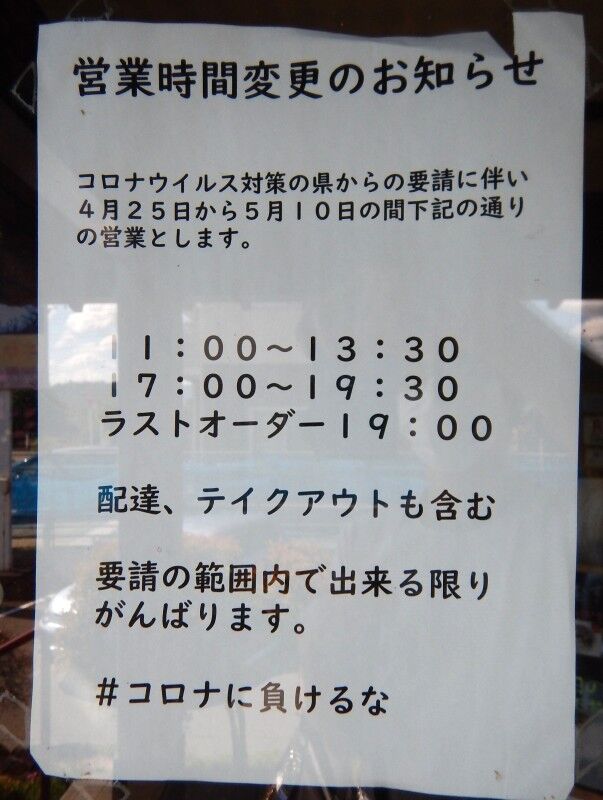 営業時間変更のお知らせ
コロナウイルス対策の県からの要請に伴い
４月２５日から５月１０日の間下記の通り
の営業とします。
１１：００～１３：３０
１７：００～１９：３０
ラストオーダー１９：００
配達、テイクアウトも含む
要請の範囲内で出来る限り
がんばります。
＃コロナに負けるな